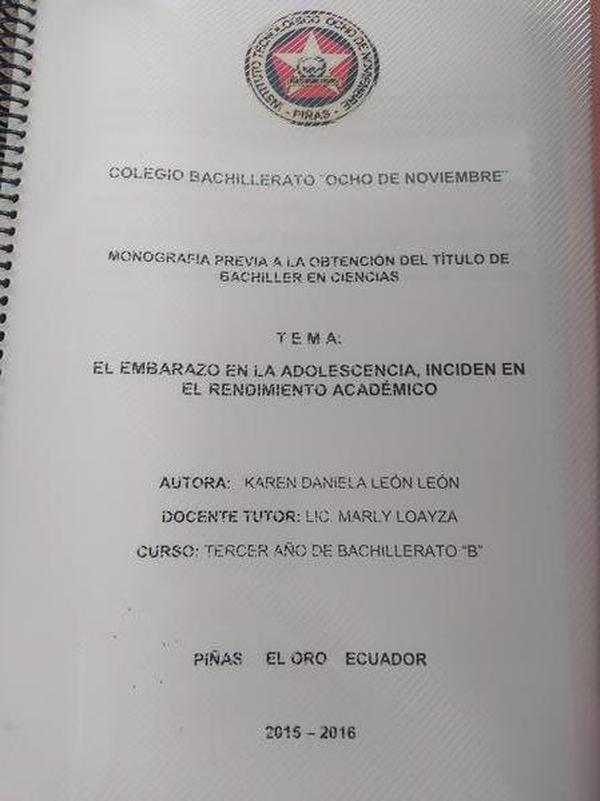 INSTITUTO TECNOLÓGICO OCHO DE NOVIEMBRE
- PIÑAS -
COLEGIO BACHILLERATO "OCHO DE NOVIEMBRE"
MONOGRAFÍA PREVIA A LA OBTENCIÓN DEL TÍTULO DE
BACHILLER EN CIENCIAS
T E M A:
EL EMBARAZO EN LA ADOLESCENCIA, INCIDEN EN
EL RENDIMIENTO ACADÉMICO
AUTORA: KAREN DANIELA LEÓN LEÓN
DOCENTE TUTOR: LIC. MARLY LOAYZA
CURSO: TERCER AÑO DE BACHILLERATO "B"
PIÑAS EL ORO ECUADOR
2015 – 2016